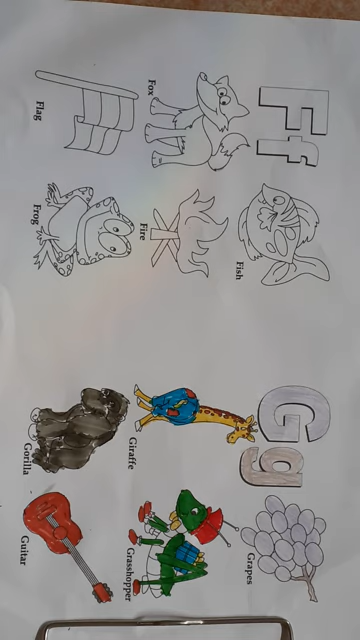 Ff
Fish
Fox
Fire
Flag
Frog
Gg
Grapes
Giraffe
Grasshopper
Gorilla
Guitar